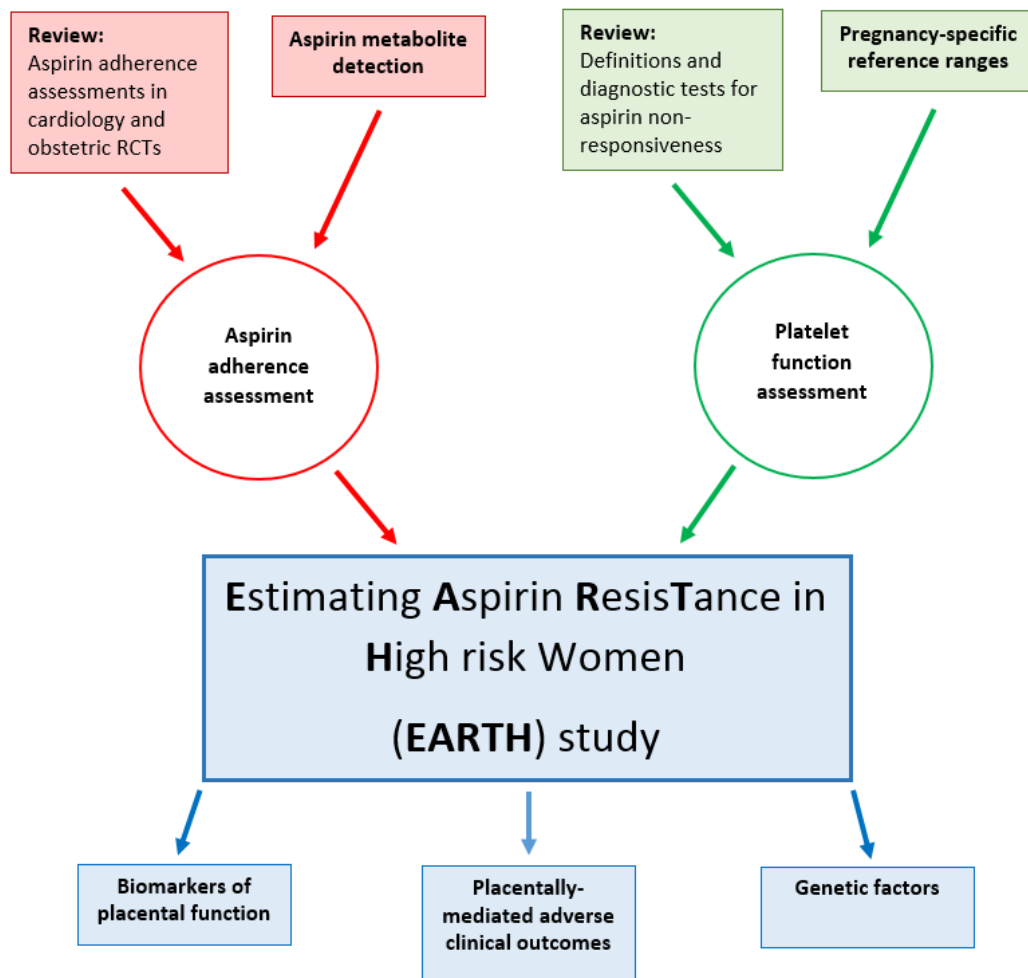 Review:
Aspirin adherence
assessments in
cardiology and
obstetric RCTs
Aspirin metabolite
detection
Review:
Definitions and
diagnostic tests for
aspirin non-
responsiveness
Pregnancy-specific
reference ranges
Aspirin
adherence
assessment
Platelet
function
assessment
Estimating Aspirin ResisTance in
High risk Women
(EARTH) study
Biomarkers of
placental function
Placentally-
mediated adverse
clinical outcomes
Genetic factors